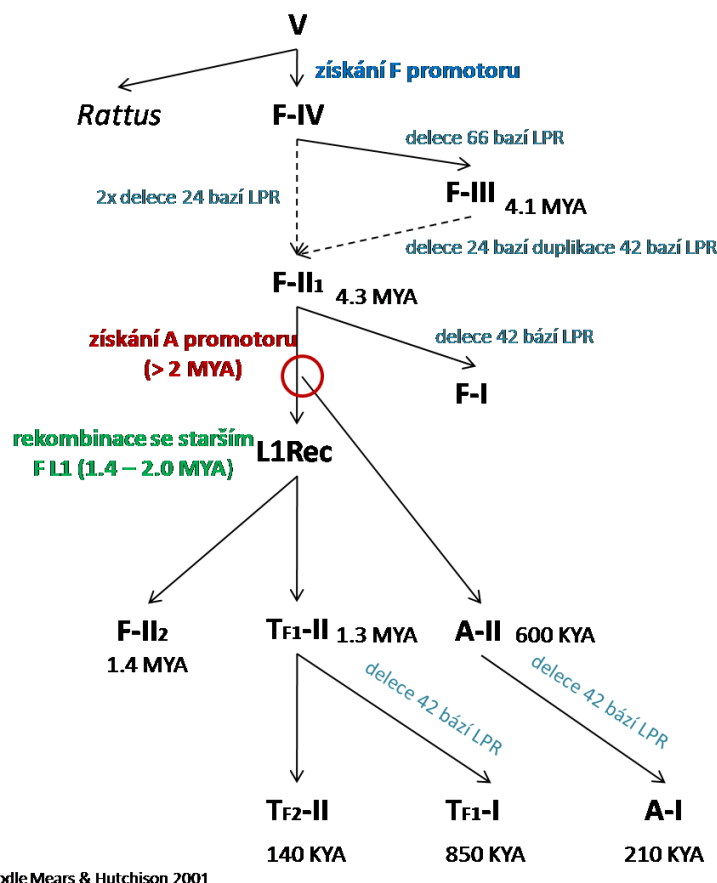 V
získání F promotoru
Rattus
F-IV
delece 66 bazí LPR
2x delece 24 bazí LPR
F-III 4.1 MYA
delece 24 bazí duplikace 42 bazí LPR
F-II1 4.3 MYA
získání A promotoru
(> 2 MYA)
delece 42 bází LPR
F-I
rekombinace se starším
F L1 (1.4 – 2.0 MYA)
L1Rec
F-II2
1.4 MYA
TF1-II 1.3 MYA
A-II 600 KYA
delece 42 bází LPR
delece 42 bází LPR
TF2-II
140 KYA
TF1-I
850 KYA
A-I
210 KYA
Mears & Hutchison 2001